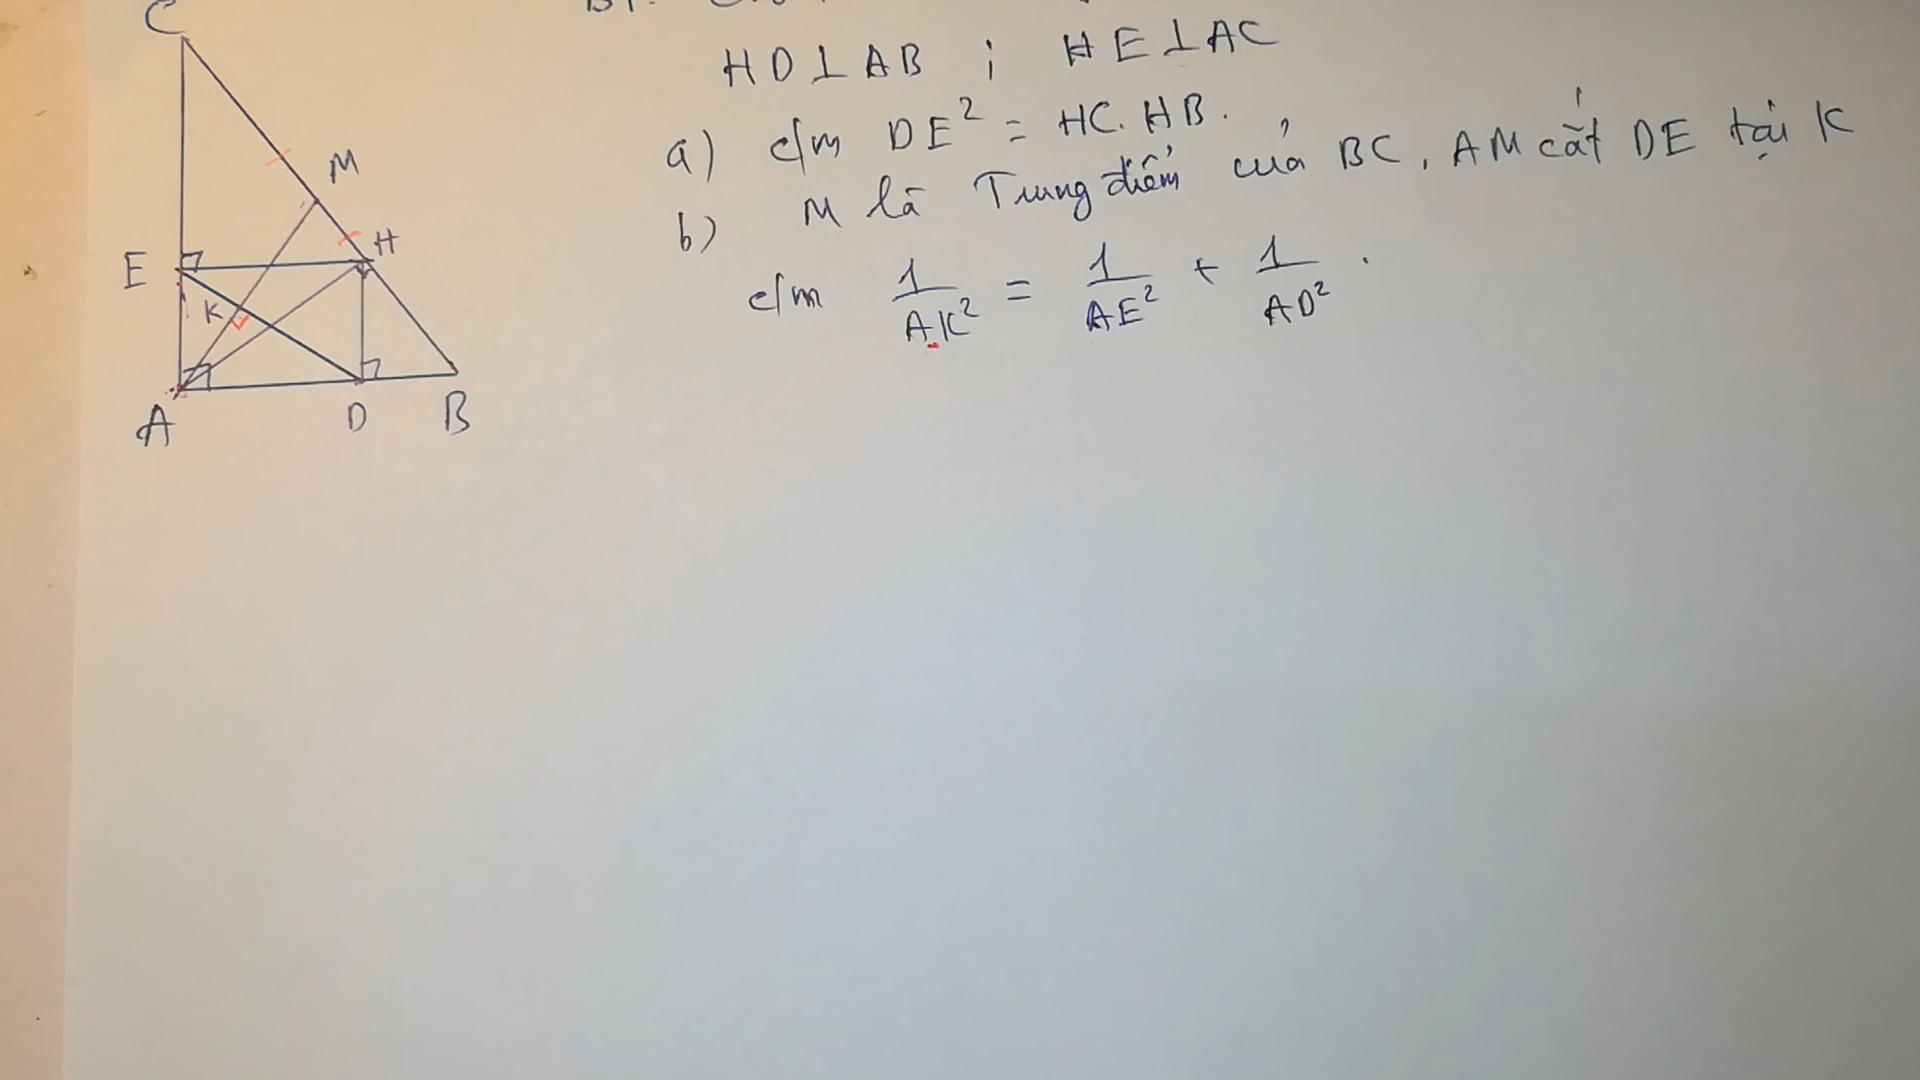 C
HD⊥AB ; HE⊥AC
a) c/m DE² = HC.HB.
b) M là Trung điểm của BC, AM cắt DE tại K
c/m 1/AK² = 1/AE² + 1/AD².
M
H
E
K
A
D
B